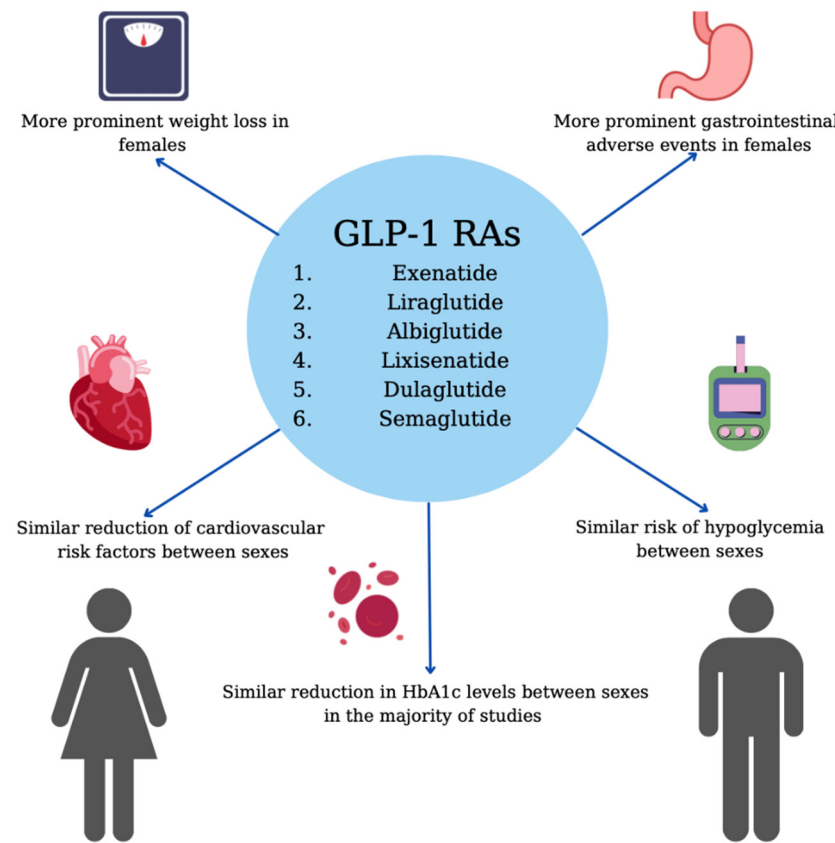 More prominent weight loss in
females
More prominent gastrointestinal
adverse events in females
GLP-1 RAs
1. Exenatide
2. Liraglutide
3. Albiglutide
4. Lixisenatide
5. Dulaglutide
6. Semaglutide
Similar reduction of cardiovascular
risk factors between sexes
Similar risk of hypoglycemia
between sexes
Similar reduction in HbA1c levels between sexes
in the majority of studies